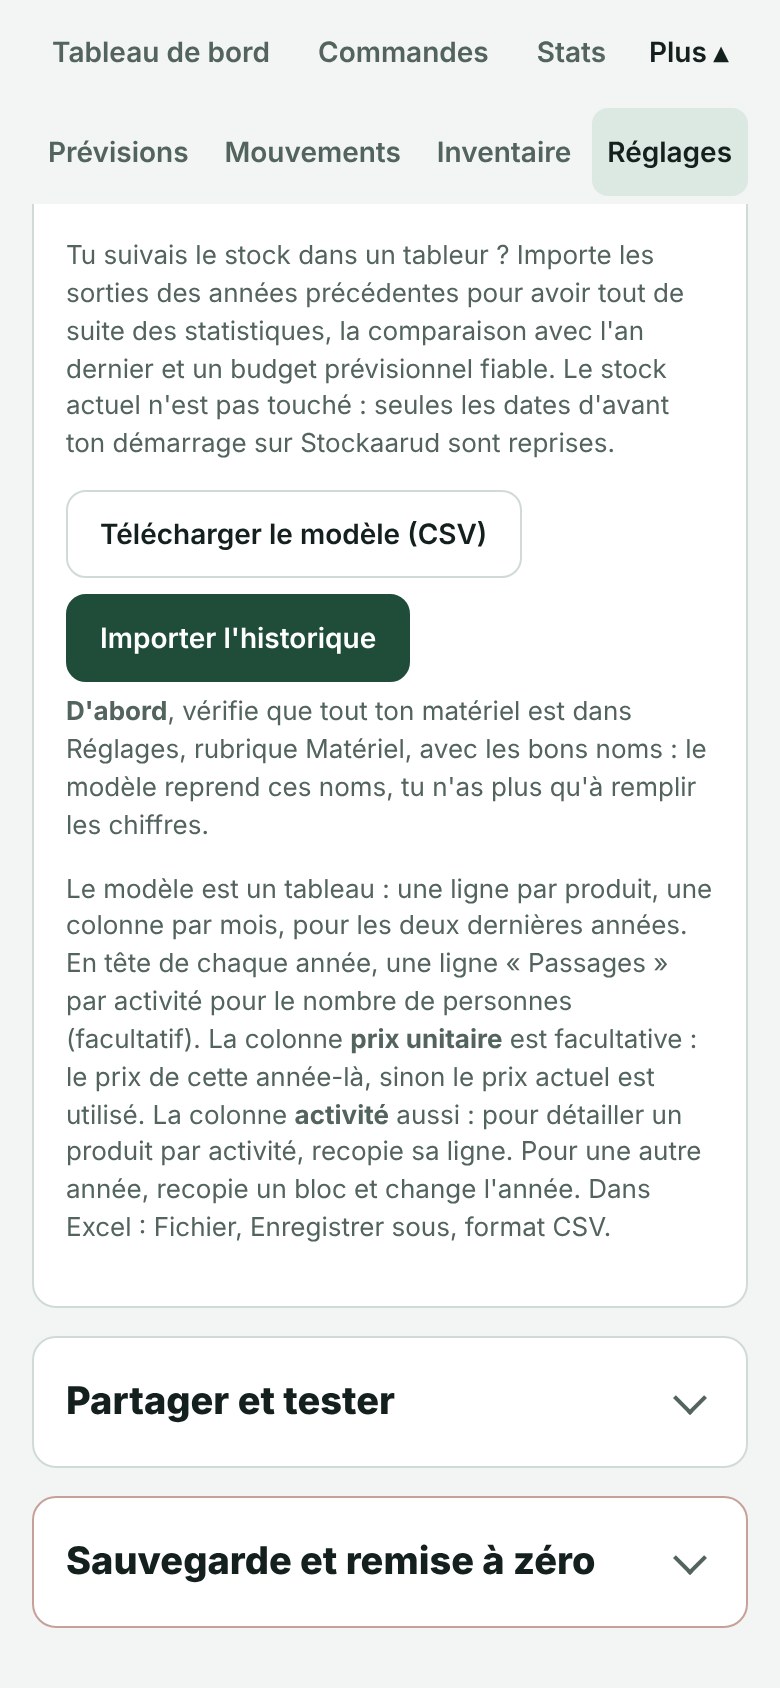 Tableau de bord Commandes Stats Plus ▲
Prévisions Mouvements Inventaire Réglages
Tu suivais le stock dans un tableur ? Importe les
sorties des années précédentes pour avoir tout de
suite des statistiques, la comparaison avec l'an
dernier et un budget prévisionnel fiable. Le stock
actuel n'est pas touché : seules les dates d'avant
ton démarrage sur Stockaarud sont reprises.
Télécharger le modèle (CSV)
Importer l'historique
D'abord, vérifie que tout ton matériel est dans
Réglages, rubrique Matériel, avec les bons noms : le
modèle reprend ces noms, tu n'as plus qu'à remplir
les chiffres.
Le modèle est un tableau : une ligne par produit, une
colonne par mois, pour les deux dernières années.
En tête de chaque année, une ligne « Passages »
par activité pour le nombre de personnes
(facultatif). La colonne prix unitaire est facultative :
le prix de cette année-là, sinon le prix actuel est
utilisé. La colonne activité aussi : pour détailler un
produit par activité, recopie sa ligne. Pour une autre
année, recopie un bloc et change l'année. Dans
Excel : Fichier, Enregistrer sous, format CSV.
Partager et tester
Sauvegarde et remise à zéro